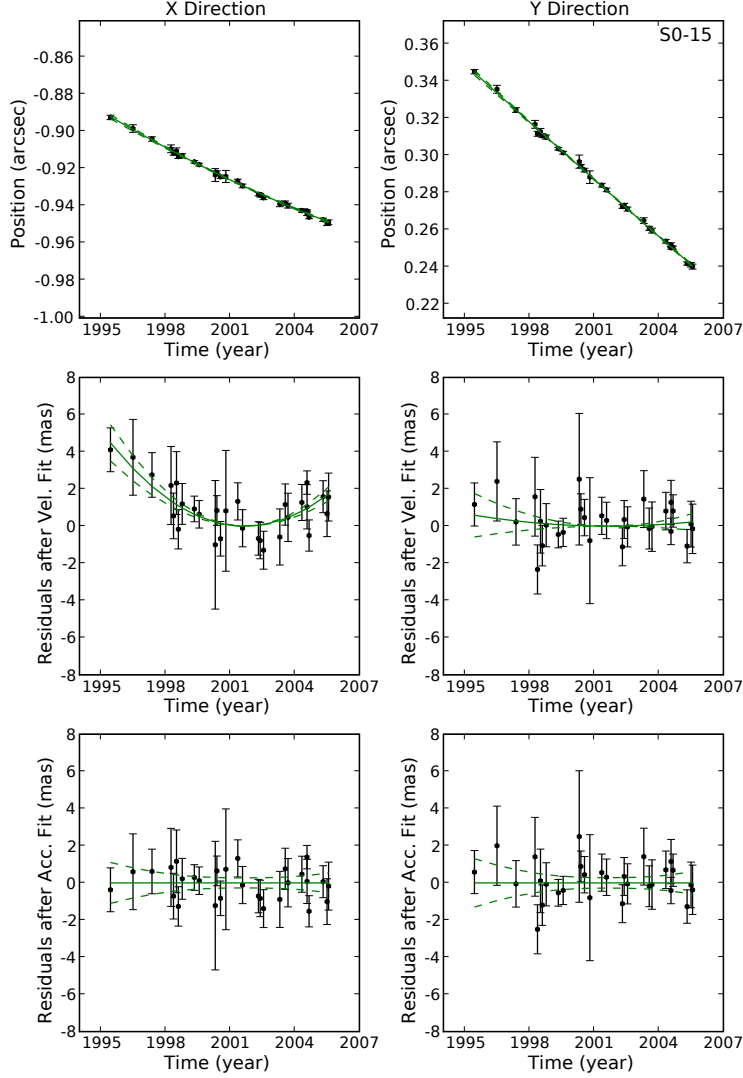 X Direction
Y Direction
S0-15
-0.86
-0.88
-0.90
-0.92
-0.94
-0.96
-0.98
-1.00
Position (arcsec)
1995 1998 2001 2004 2007
Time (year)
0.36
0.34
0.32
0.30
0.28
0.26
0.24
0.22
Position (arcsec)
1995 1998 2001 2004 2007
Time (year)
8
6
4
2
0
-2
-4
-6
-8
Residuals after Vel. Fit (mas)
1995 1998 2001 2004 2007
Time (year)
8
6
4
2
0
-2
-4
-6
-8
Residuals after Vel. Fit (mas)
1995 1998 2001 2004 2007
Time (year)
8
6
4
2
0
-2
-4
-6
-8
Residuals after Acc. Fit (mas)
1995 1998 2001 2004 2007
Time (year)
8
6
4
2
0
-2
-4
-6
-8
Residuals after Acc. Fit (mas)
1995 1998 2001 2004 2007
Time (year)